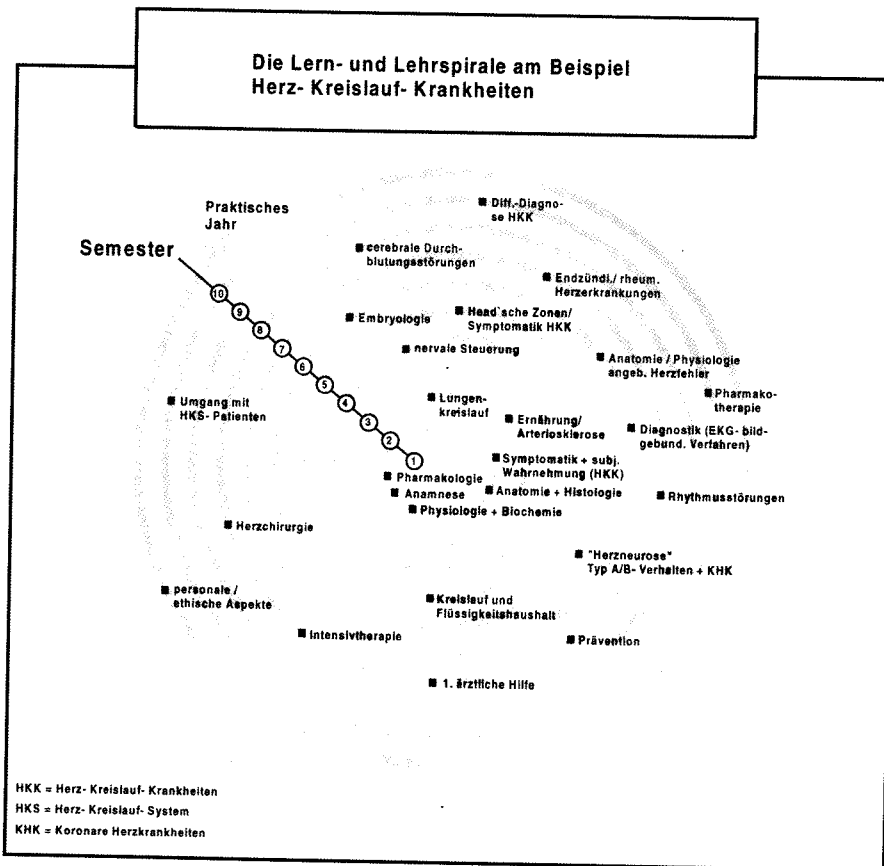 Die Lern- und Lehrspirale am Beispiel
Herz- Kreislauf- Krankheiten
Praktisches
Jahr
Semester
10
9
8
7
6
5
4
3
2
1
Diff.-Diagno-
se HKK
cerebrale Durch-
blutungsstörungen
Endzündl./ rheum.
Herzerkrankungen
Embryologie
Head`sche Zonen/
Symptomatik HKK
nervale Steuerung
Anatomie / Physiologie
angeb. Herzfehler
Pharmako-
therapie
Umgang mit
HKS- Patienten
Lungen-
kreislauf
Ernährung/
Arteriosklerose
Diagnostik (EKG- bild-
gebund. Verfahren)
Symptomatik + subj.
Wahrnehmung (HKK)
Pharmakologie
Anamnese
Anatomie + Histologie
Rhythmusstörungen
Physiologie + Biochemie
Herzchirurgie
"Herzneurose"
Typ A/B- Verhalten + KHK
personale /
ethische Aspekte
Kreislauf und
Flüssigkeitshaushalt
Intensivtherapie
Prävention
1. ärztliche Hilfe
HKK = Herz- Kreislauf- Krankheiten
HKS = Herz- Kreislauf- System
KHK = Koronare Herzkrankheiten